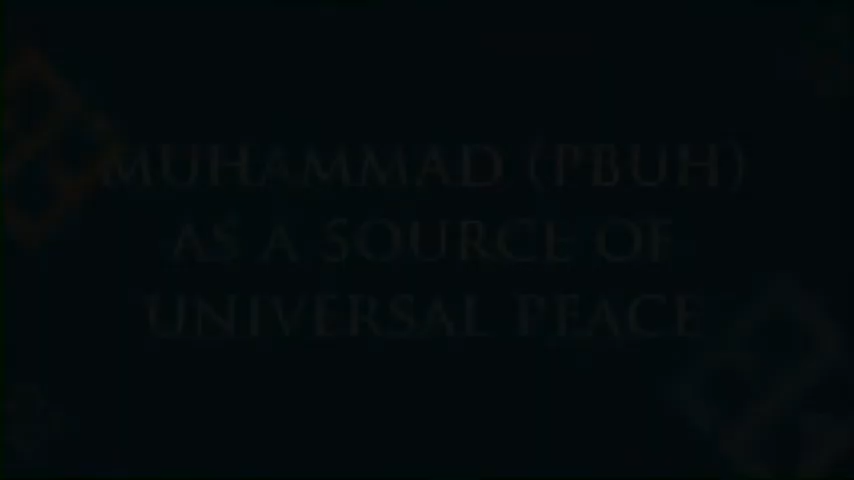 MUHAMMAD (PBUH)
AS A SOURCE OF
UNIVERSAL PEACE